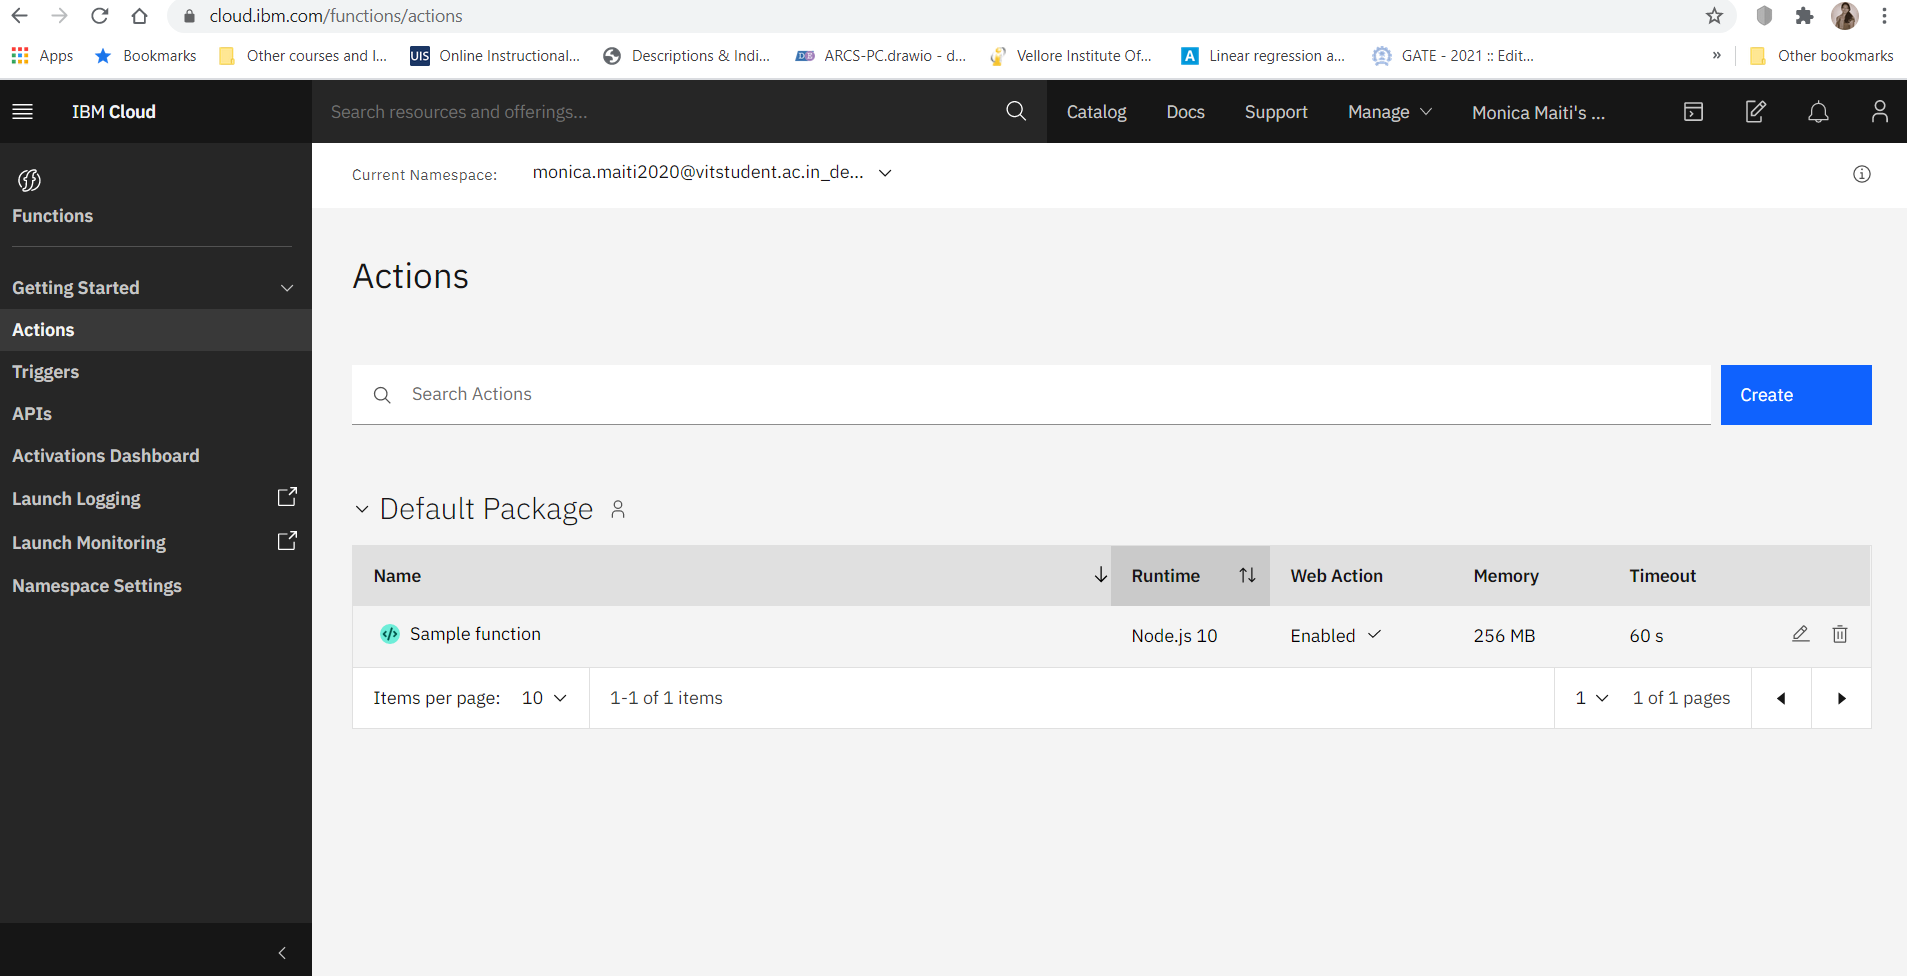 cloud.ibm.com/functions/actions
Apps Bookmarks Other courses and I... UIS Online Instructional... Descriptions & Indi... ARCS-PC.drawio - d... Vellore Institute Of... A Linear regression a... GATE - 2021 :: Edit... » Other bookmarks
IBM Cloud Search resources and offerings... Catalog Docs Support Manage Monica Maiti's ...
Functions
Getting Started
Actions
Triggers
APIs
Activations Dashboard
Launch Logging
Launch Monitoring
Namespace Settings
Current Namespace: monica.maiti2020@vitstudent.ac.in_de...
Actions
Search Actions Create
Default Package
Name Runtime Web Action Memory Timeout
Sample function Node.js 10 Enabled 256 MB 60 s
Items per page: 10 1-1 of 1 items 1 1 of 1 pages